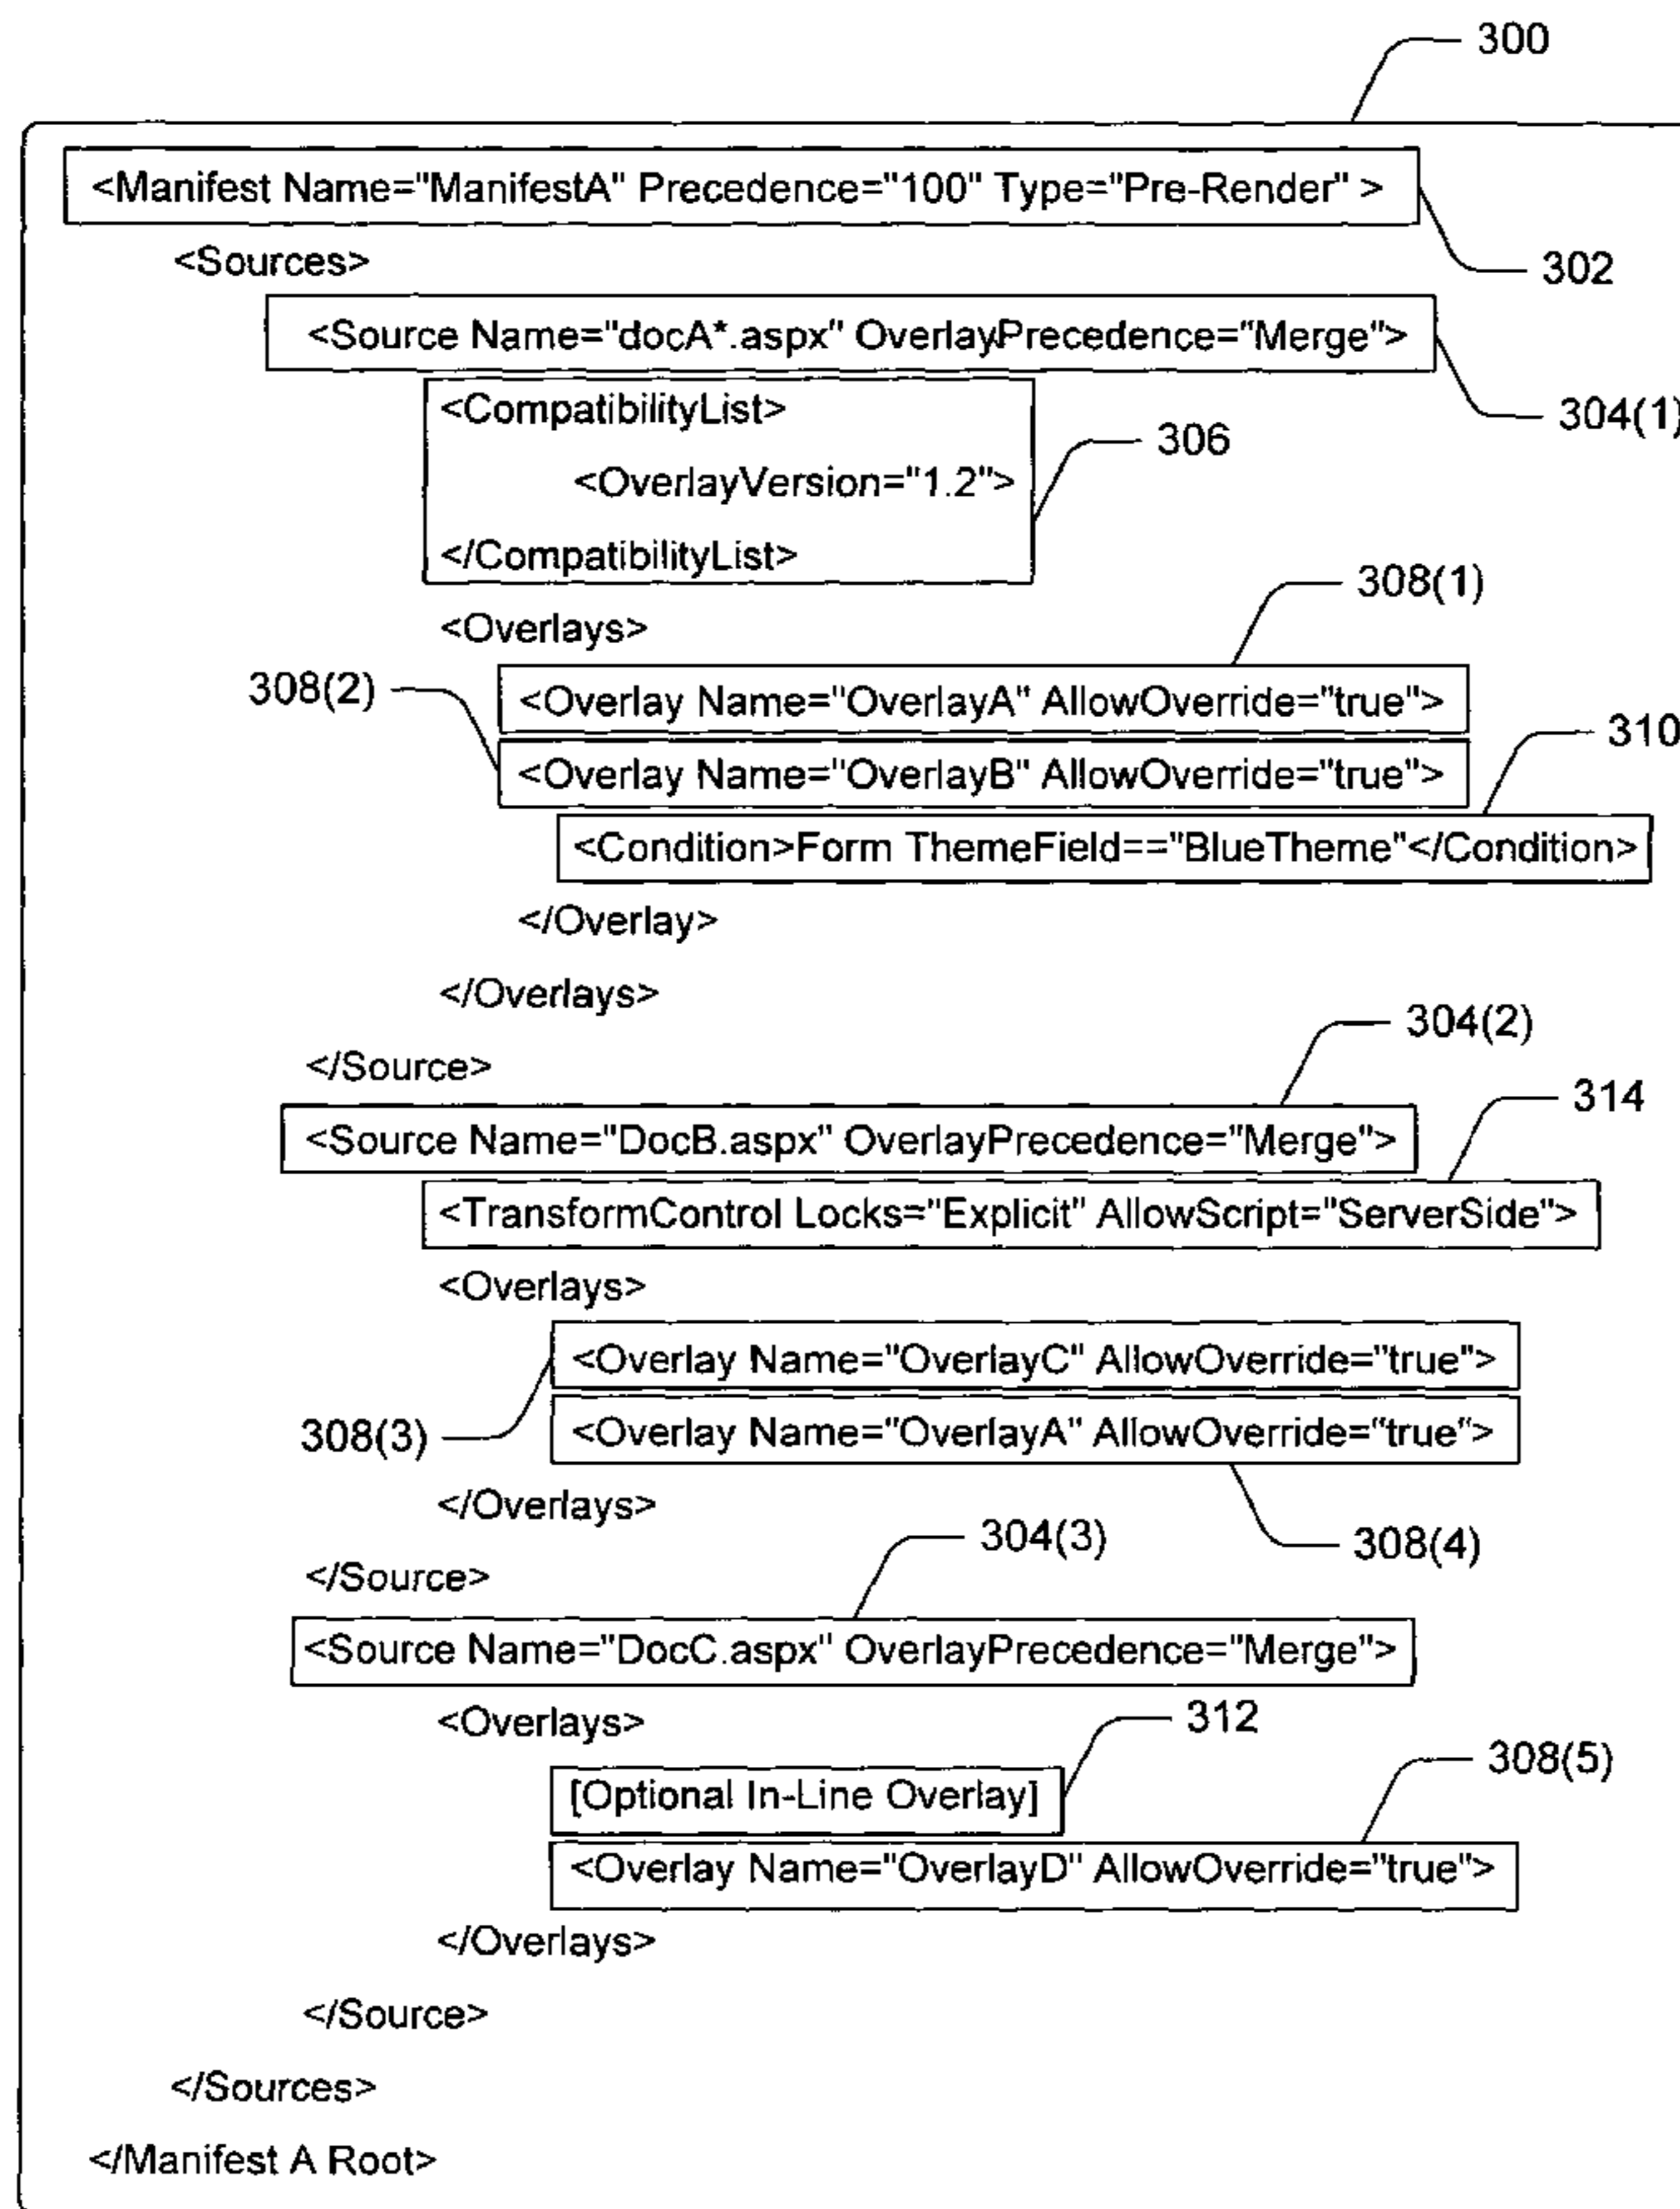 300
<Manifest Name="ManifestA" Precedence="100" Type="Pre-Render" >
<Sources>
302
<Source Name="docA*.aspx" OverlayPrecedence="Merge">
304(1)
<CompatibilityList>
306
<OverlayVersion="1.2">
</CompatibilityList>
308(1)
<Overlays>
308(2)
<Overlay Name="OverlayA" AllowOverride="true">
310
<Overlay Name="OverlayB" AllowOverride="true">
<Condition>Form ThemeField=="BlueTheme"</Condition>
</Overlay>
</Overlays>
304(2)
</Source>
314
<Source Name="DocB.aspx" OverlayPrecedence="Merge">
<TransformControl Locks="Explicit" AllowScript="ServerSide">
<Overlays>
<Overlay Name="OverlayC" AllowOverride="true">
308(3)
<Overlay Name="OverlayA" AllowOverride="true">
</Overlays>
304(3)
308(4)
</Source>
<Source Name="DocC.aspx" OverlayPrecedence="Merge">
<Overlays>
312
308(5)
[Optional In-Line Overlay]
<Overlay Name="OverlayD" AllowOverride="true">
</Overlays>
</Source>
</Sources>
</Manifest A Root>